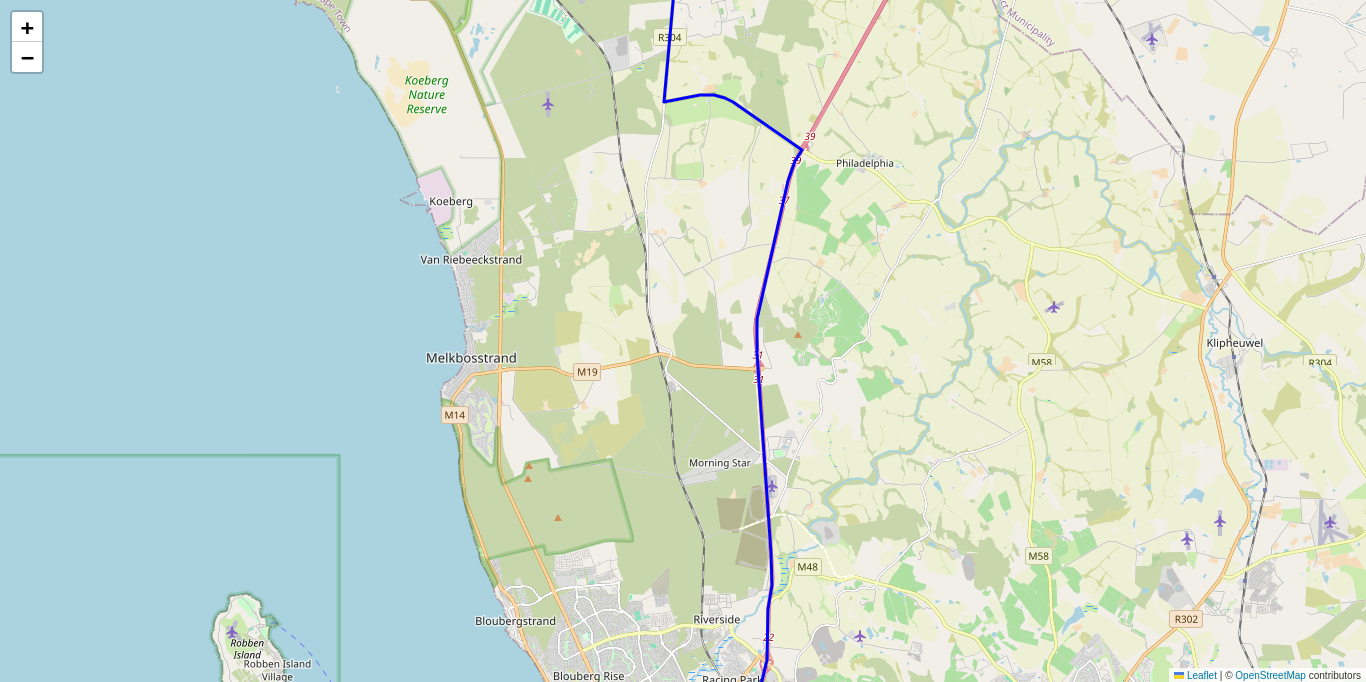 +
−
Cape Town
cr Municipality
R304
Koeberg
Nature
Reserve
39
39
Philadelphia
37
Koeberg
Van Riebeeckstrand
Melkbosstrand
M19
31
31
M14
M58
Klipheuwel
R304
Morning Star
M58
M48
Bloubergstrand
Riverside
R302
22
Robben
Island
Robben Island
Village
Blouberg Rise
Racing Park
Leaflet | © OpenStreetMap contributors